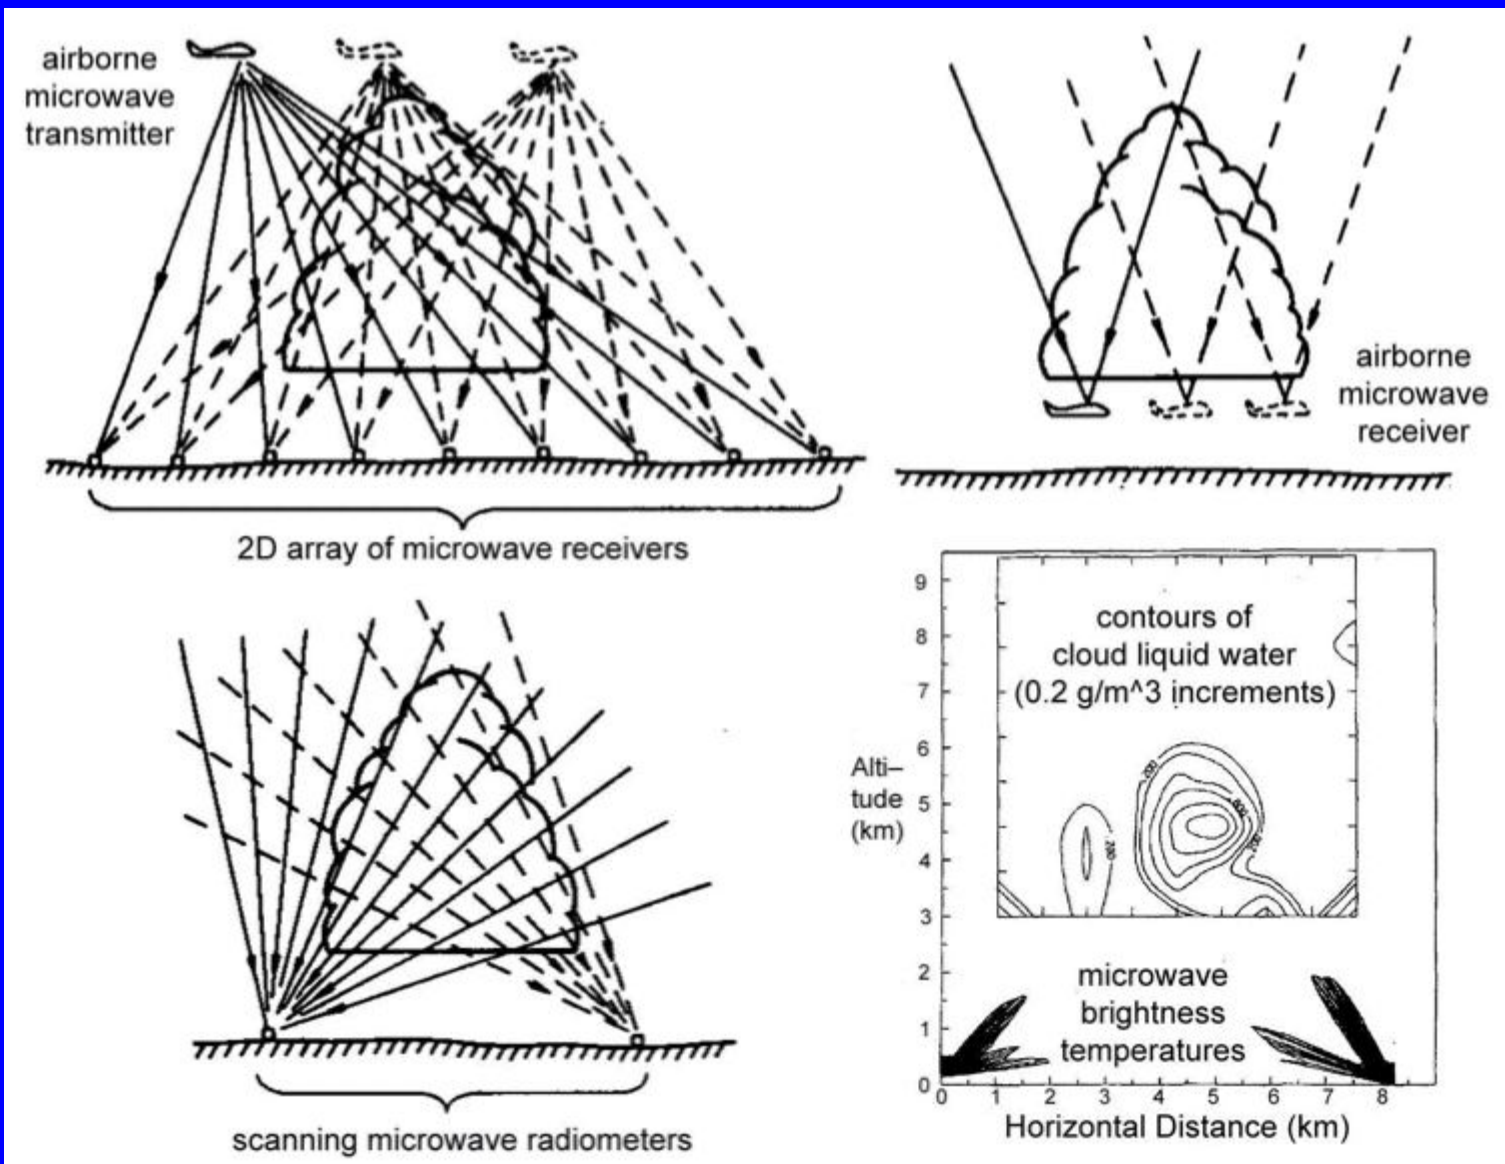 airborne
microwave
transmitter
2D array of microwave receivers
airborne
microwave
receiver
scanning microwave radiometers
9
8
7
6
5
4
3
2
1
0
Alti–
tude
(km)
contours of
cloud liquid water
(0.2 g/m^3 increments)
.200
.200
microwave
brightness
temperatures
0 1 2 3 4 5 6 7 8
Horizontal Distance (km)